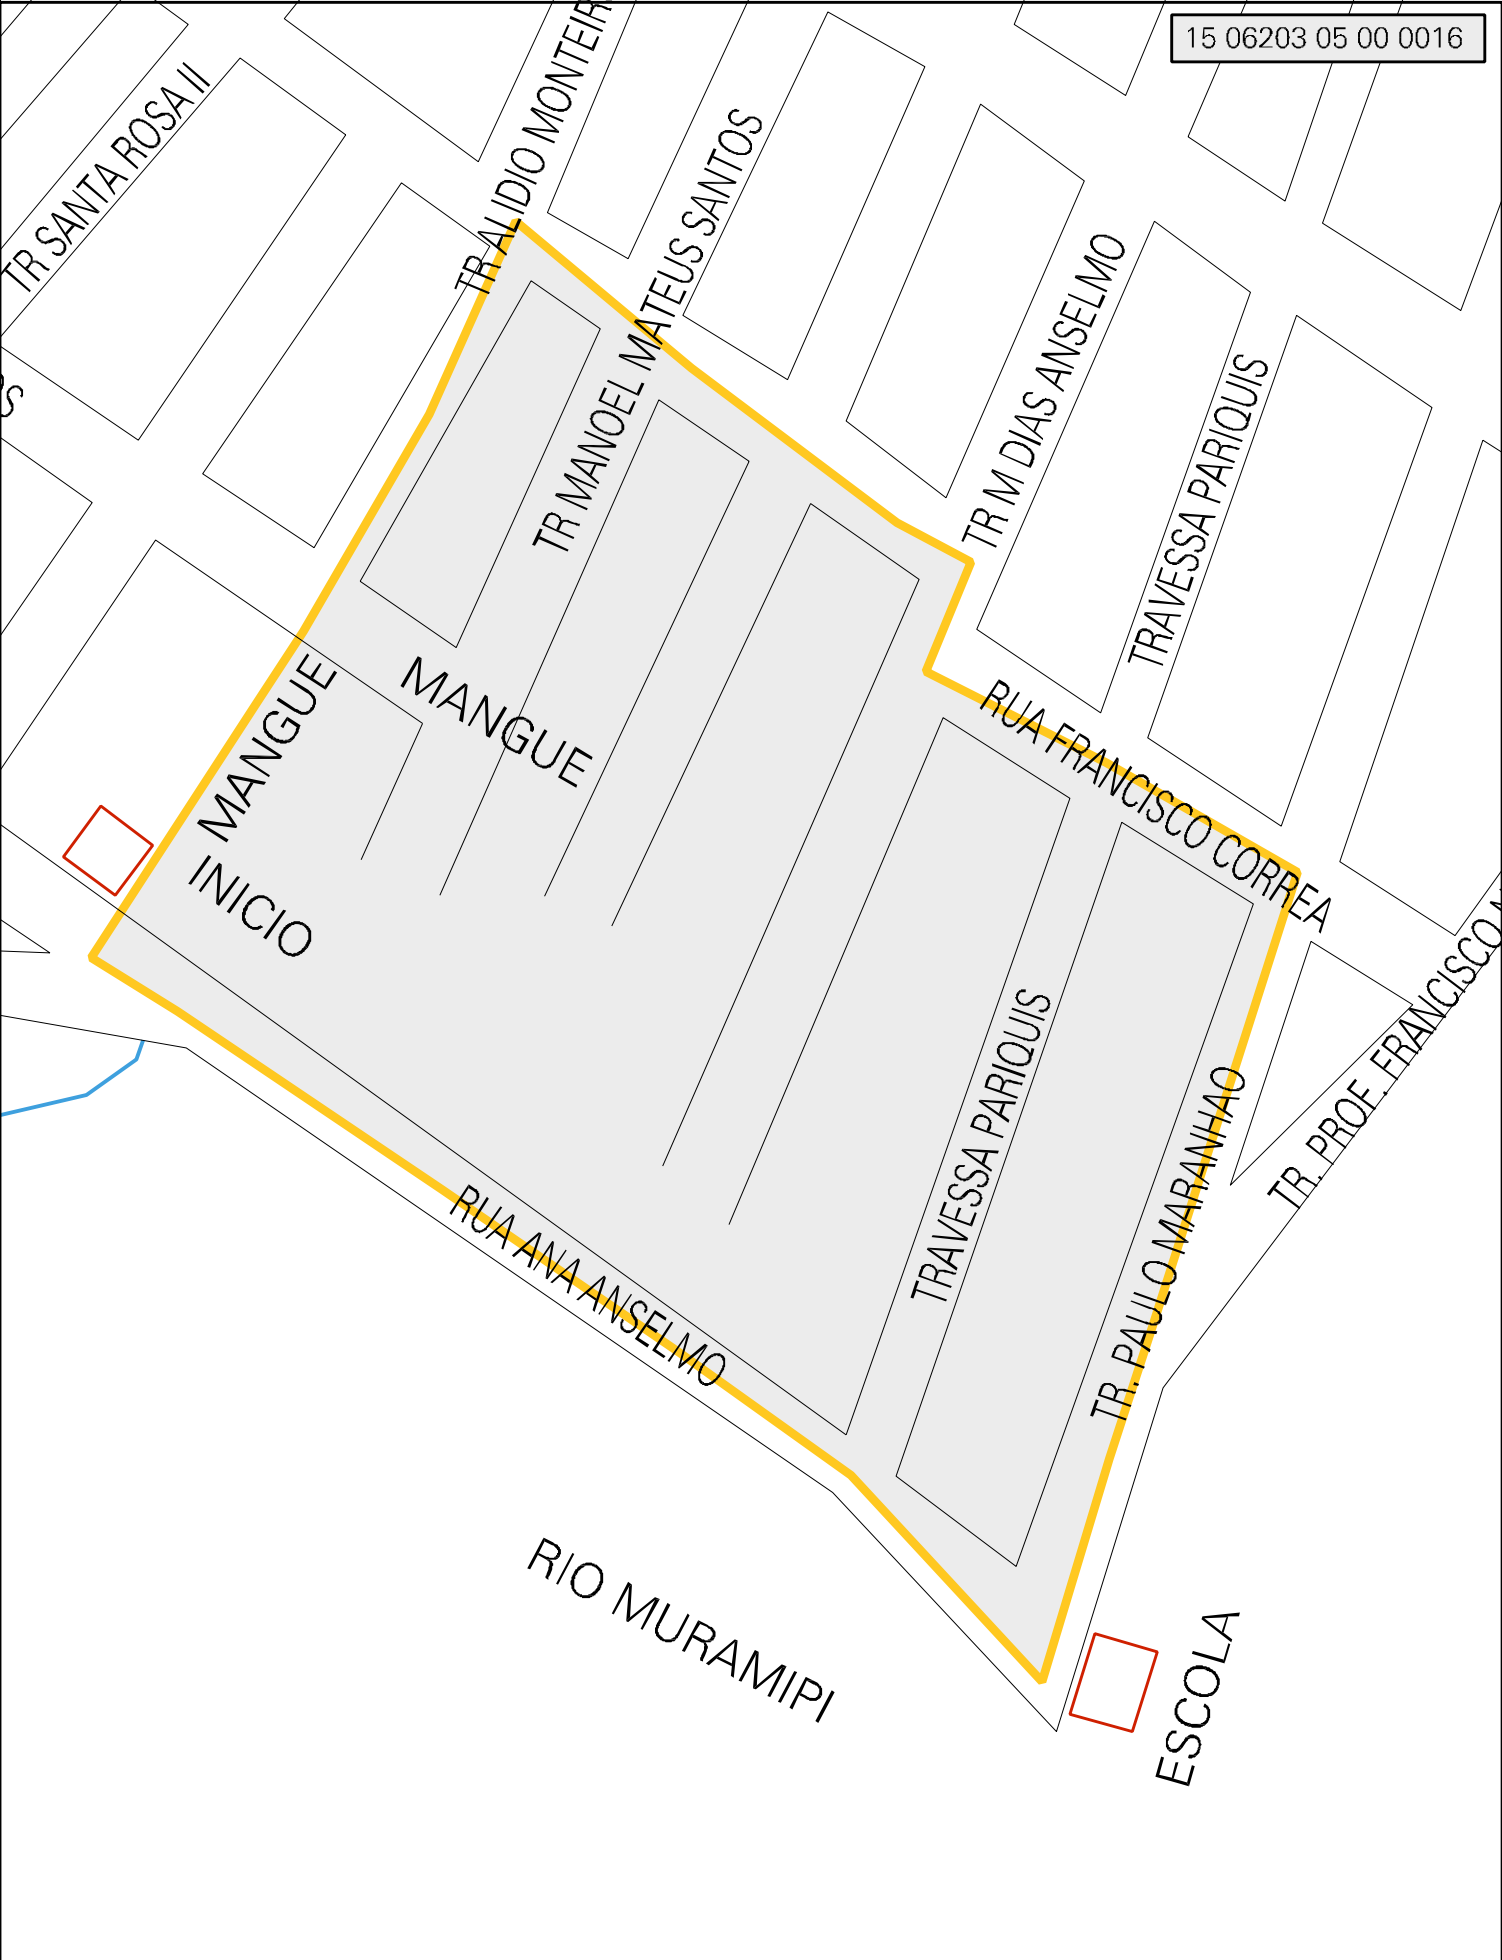 15 06203 05 00 0016
TR SANTA ROSA II
TR ALIDIO MONTEIR
TR MANOEL MATEUS SANTOS
TR M DIAS ANSELMO
TRAVESSA PARIQUIS
OS
MANGUE
MANGUE
RUA FRANCISCO CORREA
INICIO
TR. PROF. FRANCISCO
TRAVESSA PARIQUIS
TR. PAULO MARANHAO
RUA ANA ANSELMO
RIO MURAMIPI
ESCOLA